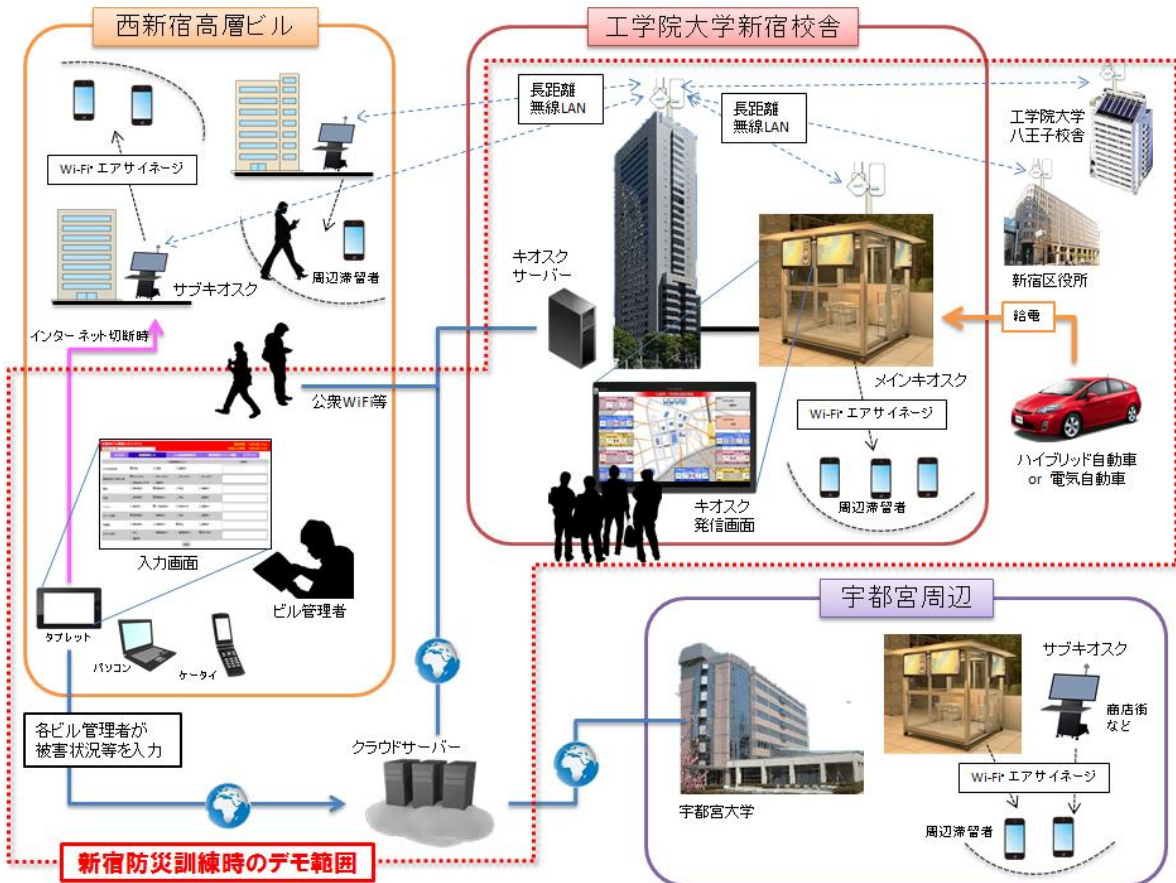 西新宿高層ビル
Wi-Fi・エアサイネージ
周辺滞留者
サブキオスク
インターネット切断時
公衆WiFi等
入力画面
ビル管理者
タブレット
パソコン
ケータイ
各ビル管理者が
被害状況等を入力
工学院大学新宿校舎
長距離
無線LAN
長距離
無線LAN
工学院大学
八王子校舎
新宿区役所
キオスク
サーバー
メインキオスク
給電
ハイブリッド自動車
or 電気自動車
Wi-Fi・エアサイネージ
周辺滞留者
キオスク
発信画面
クラウドサーバー
宇都宮周辺
宇都宮大学
サブキオスク
商店街
など
Wi-Fi・エアサイネージ
周辺滞留者
新宿防災訓練時のデモ範囲